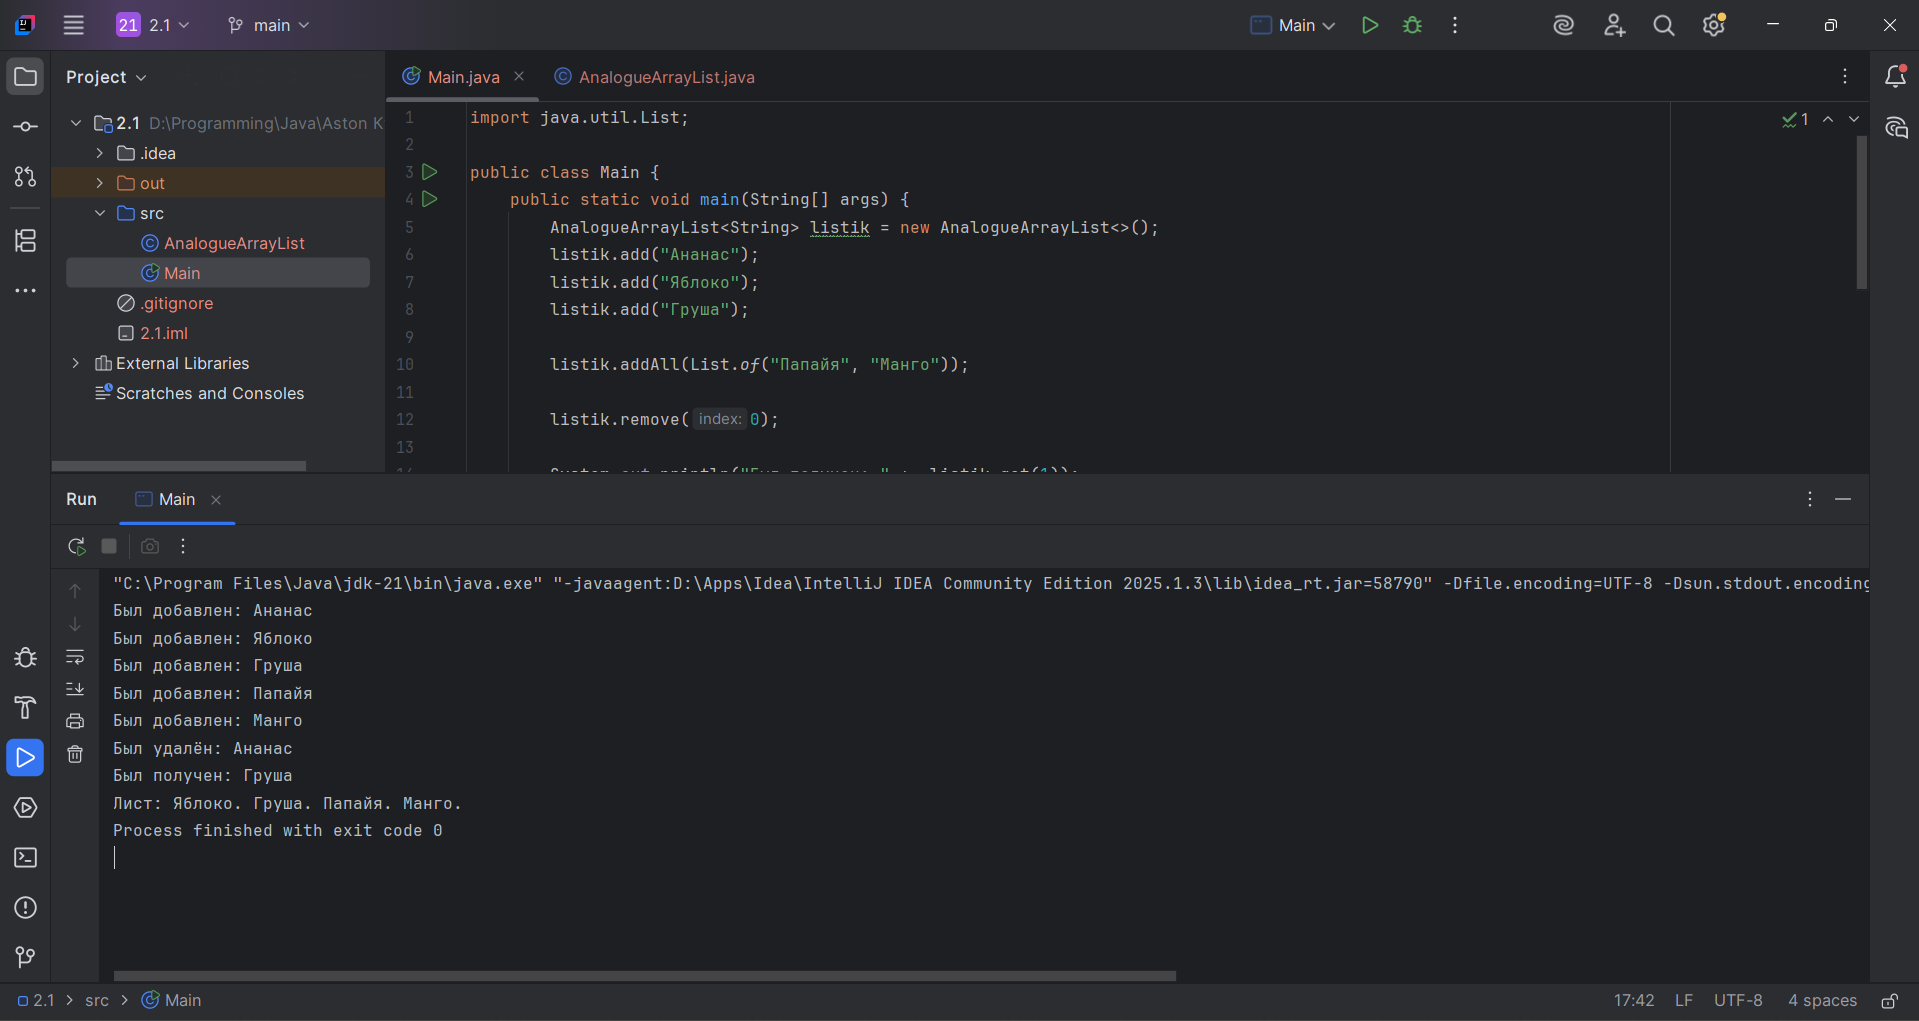 21 2.1 main Main
Project
Main.java AnalogueArrayList.java
2.1 D:\Programming\Java\Aston K
.idea
out
src
AnalogueArrayList
Main
.gitignore
2.1.iml
External Libraries
Scratches and Consoles
1 import java.util.List;
2
3 public class Main {
4 public static void main(String[] args) {
5 AnalogueArrayList<String> listik = new AnalogueArrayList<>();
6 listik.add("Ананас");
7 listik.add("Яблоко");
8 listik.add("Груша");
9
10 listik.addAll(List.of("Папайя", "Манго"));
11
12 listik.remove( index: 0);
13
1
Run Main
"C:\Program Files\Java\jdk-21\bin\java.exe" "-javaagent:D:\Apps\Idea\IntelliJ IDEA Community Edition 2025.1.3\lib\idea_rt.jar=58790" -Dfile.encoding=UTF-8 -Dsun.stdout.encoding
Был добавлен: Ананас
Был добавлен: Яблоко
Был добавлен: Груша
Был добавлен: Папайя
Был добавлен: Манго
Был удалён: Ананас
Был получен: Груша
Лист: Яблоко. Груша. Папайя. Манго.
Process finished with exit code 0
2.1 src Main
17:42 LF UTF-8 4 spaces